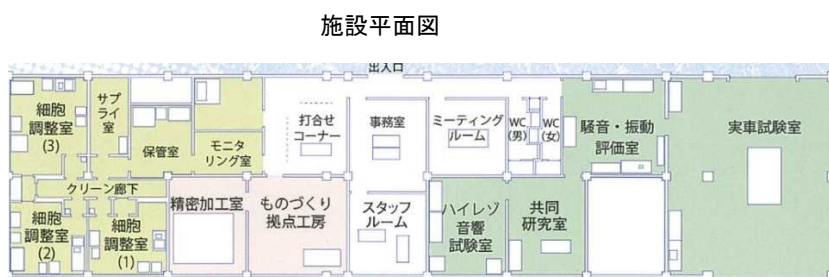 施設平面図
出入口
細胞
調整室
(3)
サプ
ライ
室
保管室
モニタ
リング室
打合せ
コーナー
事務室
ミーティング
ルーム
WC
(男)
WC
(女)
騒音・振動
評価室
実車試験室
クリーン廊下
細胞
調整室
(2)
細胞
調整室
(1)
精密加工室
ものづくり
拠点工房
スタッフ
ルーム
ハイレゾ
音響
試験室
共同
研究室